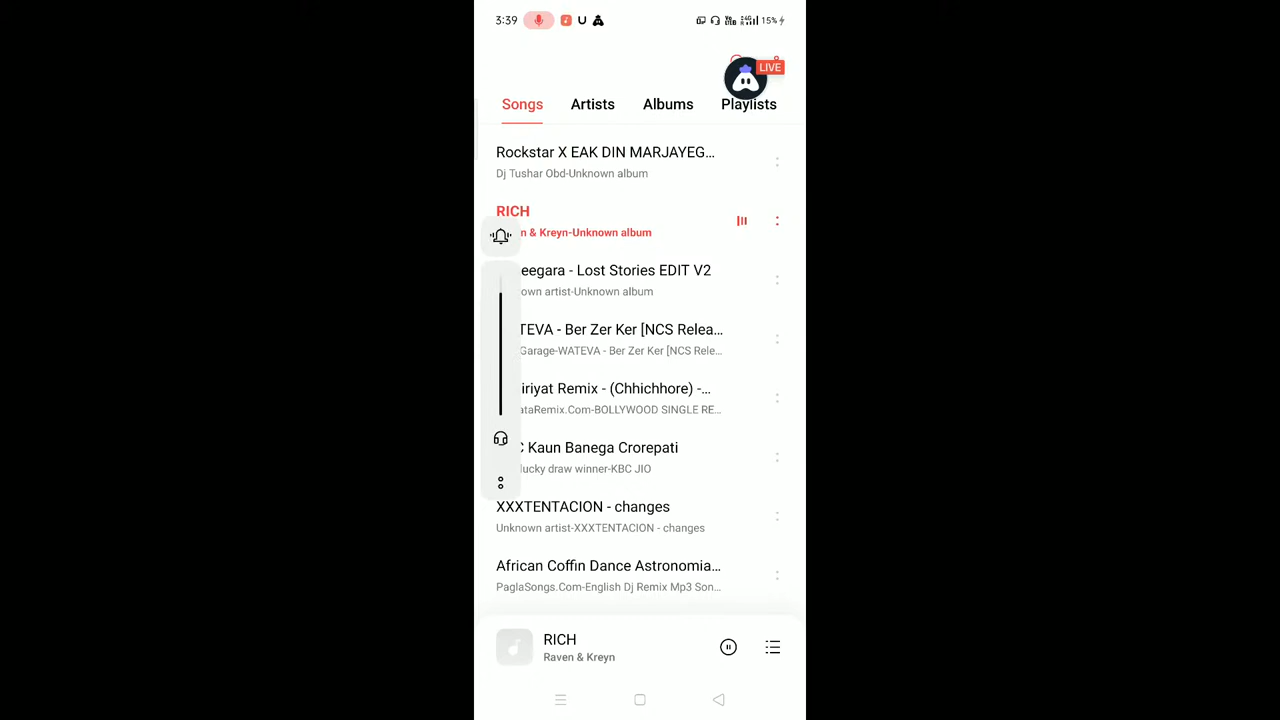 3:39
U
15%
LIVE
Songs Artists Albums Playlists
Rockstar X EAK DIN MARJAYEG...
Dj Tushar Obd-Unknown album
RICH
n & Kreyn-Unknown album
eegara - Lost Stories EDIT V2
own artist-Unknown album
TEVA - Ber Zer Ker [NCS Relea...
Garage-WATEVA - Ber Zer Ker [NCS Rele...
iriyat Remix - (Chhichhore) -...
ataRemix.Com-BOLLYWOOD SINGLE RE...
C Kaun Banega Crorepati
lucky draw winner-KBC JIO
XXXTENTACION - changes
Unknown artist-XXXTENTACION - changes
African Coffin Dance Astronomia...
PaglaSongs.Com-English Dj Remix Mp3 Son...
RICH
Raven & Kreyn